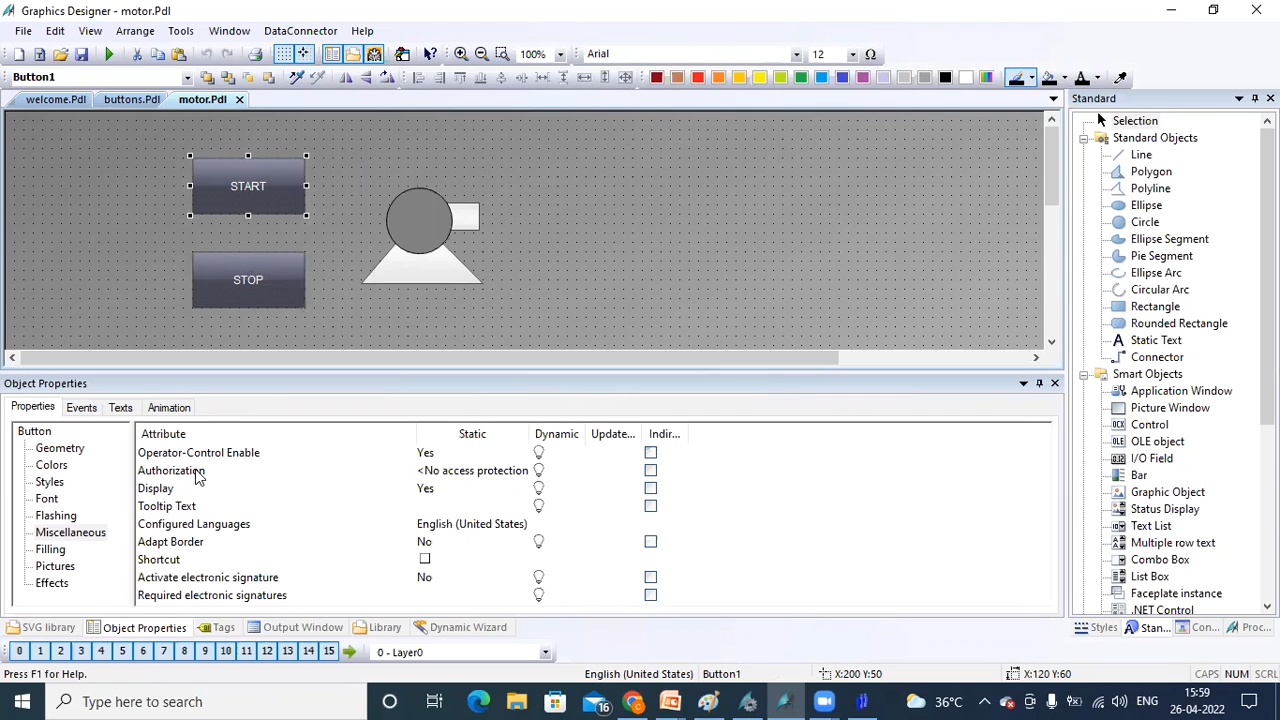 Graphics Designer - motor.Pdl
File Edit View Arrange Tools Window DataConnector Help
100% Arial 12 Ω
Button1
welcome.Pdl buttons.Pdl motor.Pdl
START
STOP
Standard
Selection
Standard Objects
Line
Polygon
Polyline
Ellipse
Circle
Ellipse Segment
Pie Segment
Ellipse Arc
Circular Arc
Rectangle
Rounded Rectangle
A Static Text
Connector
Smart Objects
Application Window
Picture Window
OCX Control
OLE object
I/O Field
Bar
Graphic Object
Status Display
Text List
Multiple row text
Combo Box
List Box
Faceplate instance
.NET Control
Styles Stan... Con... Proc...
Object Properties
Properties Events Texts Animation
Button
Geometry
Colors
Styles
Font
Flashing
Miscellaneous
Filling
Pictures
Effects
Attribute Static Dynamic Update... Indir...
Operator-Control Enable Yes
Authorization <No access protection
Display Yes
Tooltip Text
Configured Languages English (United States)
Adapt Border No
Shortcut
Activate electronic signature No
Required electronic signatures
SVG library Object Properties Tags Output Window Library Dynamic Wizard
0 1 2 3 4 5 6 7 8 9 10 11 12 13 14 15 0 - Layer0
Press F1 for Help. English (United States) Button1 X:200 Y:50 X:120 Y:60 CAPS NUM SCRL
Type here to search 16 36°C ENG 15:59
26-04-2022